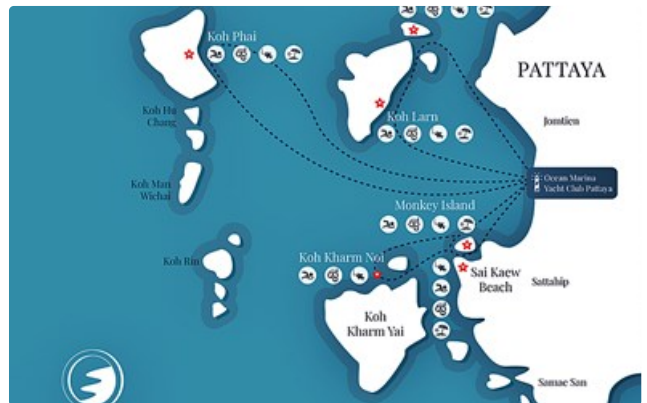 Koh Phai
PATTAYA
Koh Hu
Chang
Koh Larn
Jomtien
Ocean Marina
Yacht Club Pattaya
Koh Man
Wichai
Monkey Island
Koh Kharm Noi
Koh Rin
Sai Kaew
Beach
Sattahip
Koh
Kharm Yai
Samae San